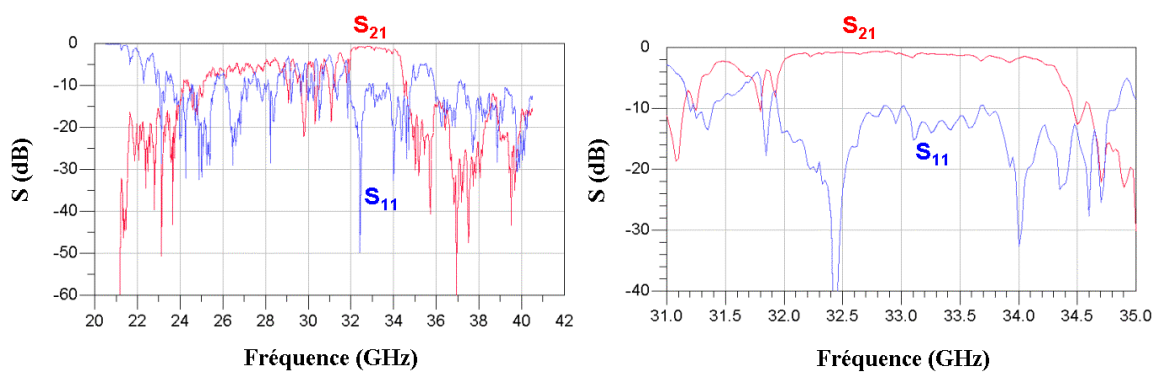 S21
0
-10
-20
-30
-40
-50
-60
S (dB)
S11
20 22 24 26 28 30 32 34 36 38 40 42
Fréquence (GHz)
S21
0
-10
-20
-30
-40
S (dB)
S11
31.0 31.5 32.0 32.5 33.0 33.5 34.0 34.5 35.0
Fréquence (GHz)